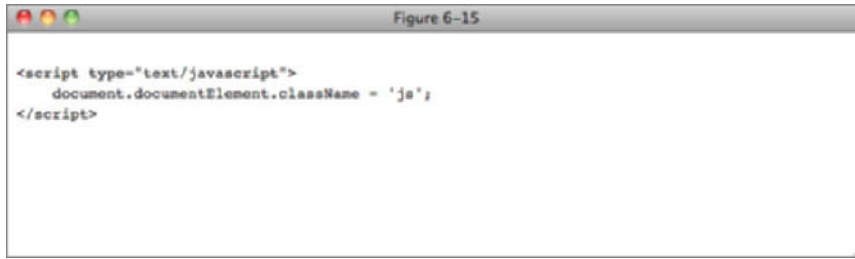 Figure 6-15
<script type="text/javascript">
document.documentElement.className = 'js';
</script>